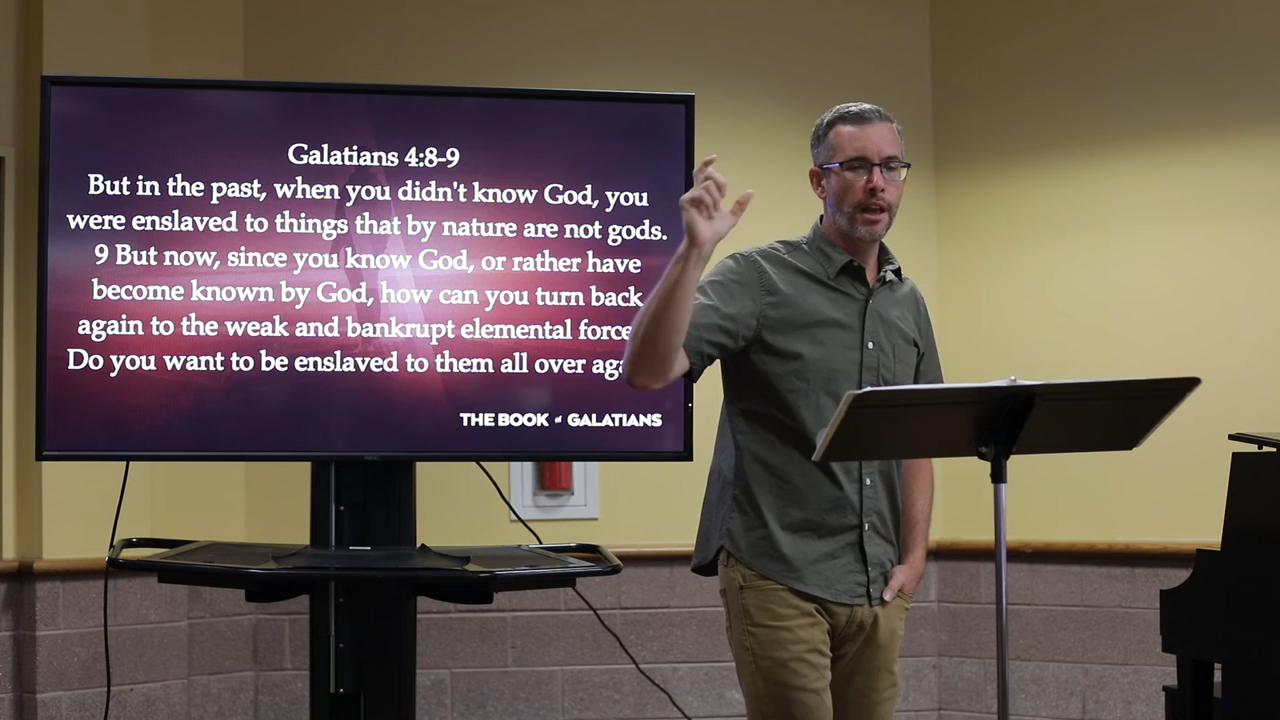 Galatians 4:8-9
But in the past, when you didn't know God, you
were enslaved to things that by nature are not gods.
9 But now, since you know God, or rather have
become known by God, how can you turn back
again to the weak and bankrupt elemental force
Do you want to be enslaved to them all over aga
THE BOOK of GALATIANS